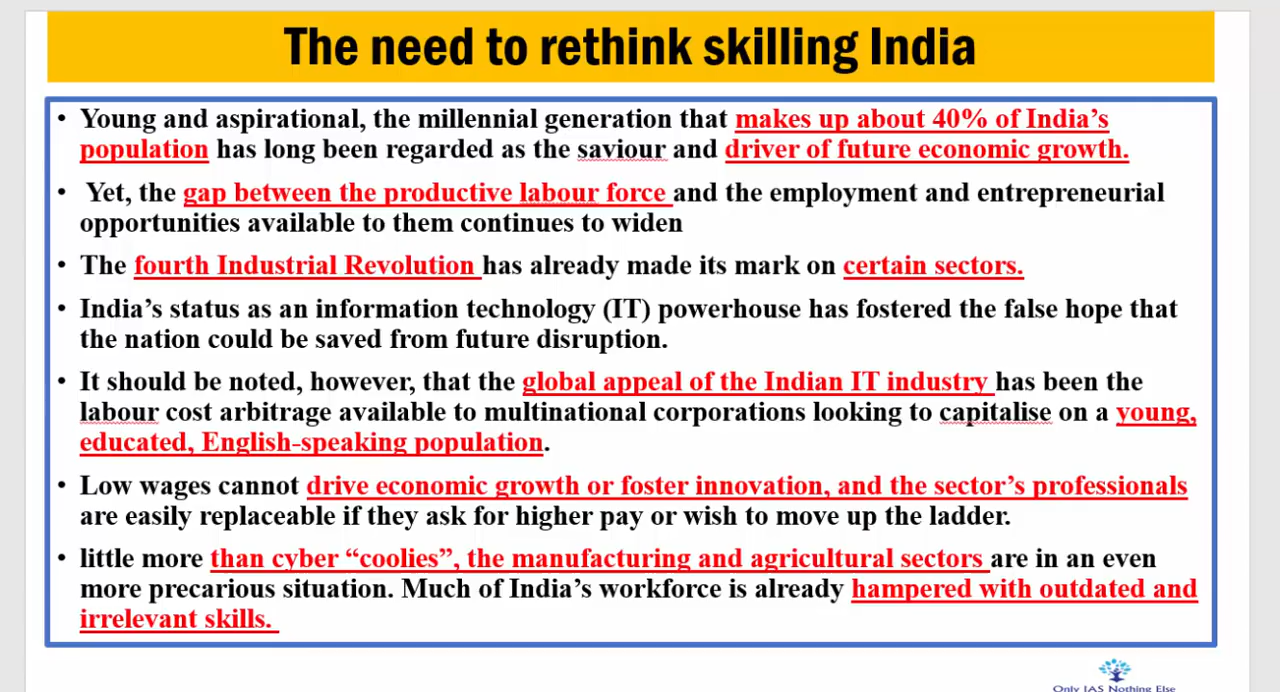 The need to rethink skilling India
• Young and aspirational, the millennial generation that makes up about 40% of India’s
population has long been regarded as the saviour and driver of future economic growth.
• Yet, the gap between the productive labour force and the employment and entrepreneurial
opportunities available to them continues to widen
• The fourth Industrial Revolution has already made its mark on certain sectors.
• India’s status as an information technology (IT) powerhouse has fostered the false hope that
the nation could be saved from future disruption.
• It should be noted, however, that the global appeal of the Indian IT industry has been the
labour cost arbitrage available to multinational corporations looking to capitalise on a young,
educated, English-speaking population.
• Low wages cannot drive economic growth or foster innovation, and the sector’s professionals
are easily replaceable if they ask for higher pay or wish to move up the ladder.
• little more than cyber “coolies”, the manufacturing and agricultural sectors are in an even
more precarious situation. Much of India’s workforce is already hampered with outdated and
irrelevant skills.
Only IAS Nothing Else